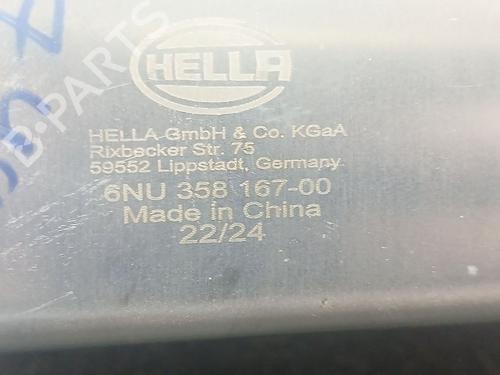 HELLA
HELLA GmbH & Co. KGaA
Rixbecker Str. 75
59552 Lippstadt, Germany
6NU 358 167-00
Made in China
22/24